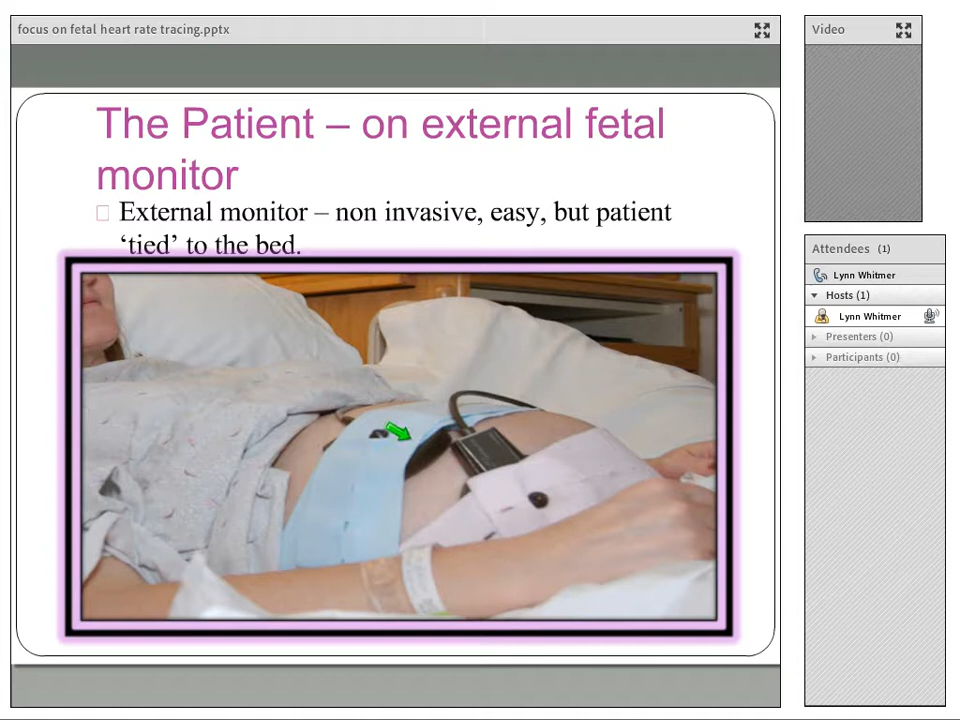 focus on fetal heart rate tracing.pptx
The Patient – on external fetal
monitor
External monitor – non invasive, easy, but patient
‘tied’ to the bed.
Video
Attendees (1)
Lynn Whitmer
Hosts (1)
Lynn Whitmer
Presenters (0)
Participants (0)